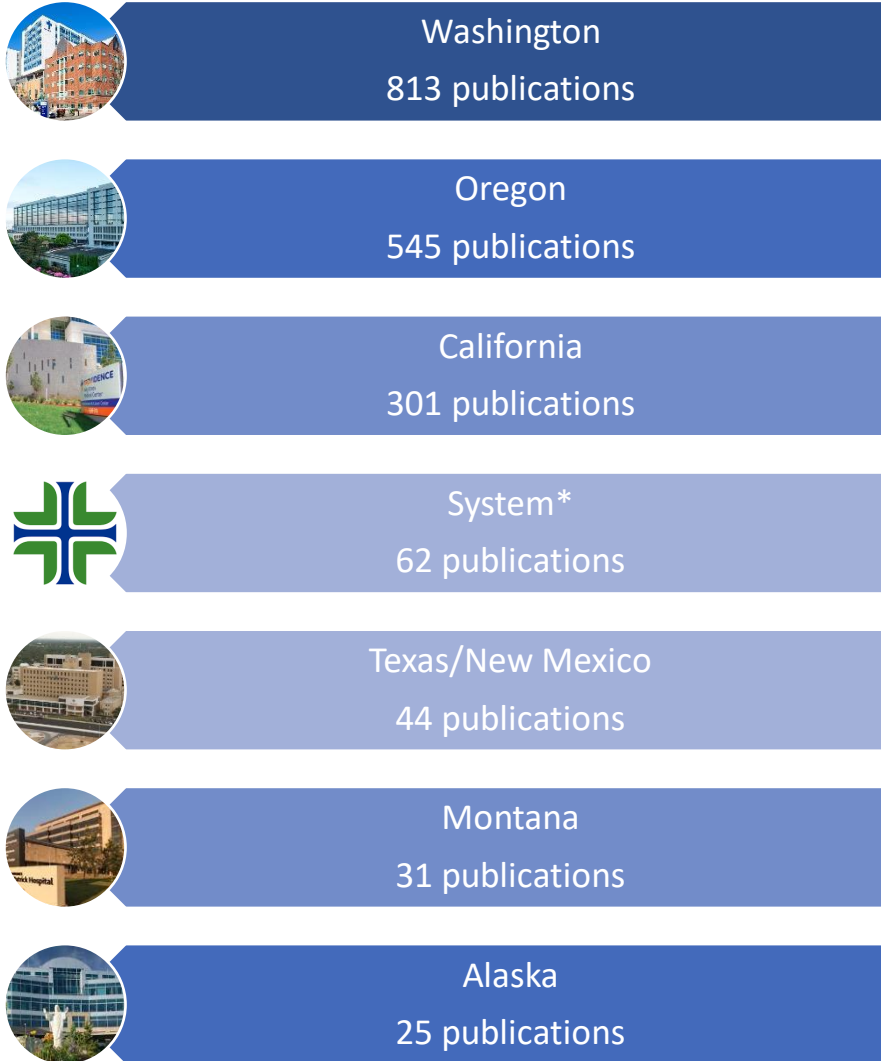 Washington
813 publications
Oregon
545 publications
California
301 publications
System*
62 publications
Texas/New Mexico
44 publications
Montana
31 publications
Hospital
Alaska
25 publications